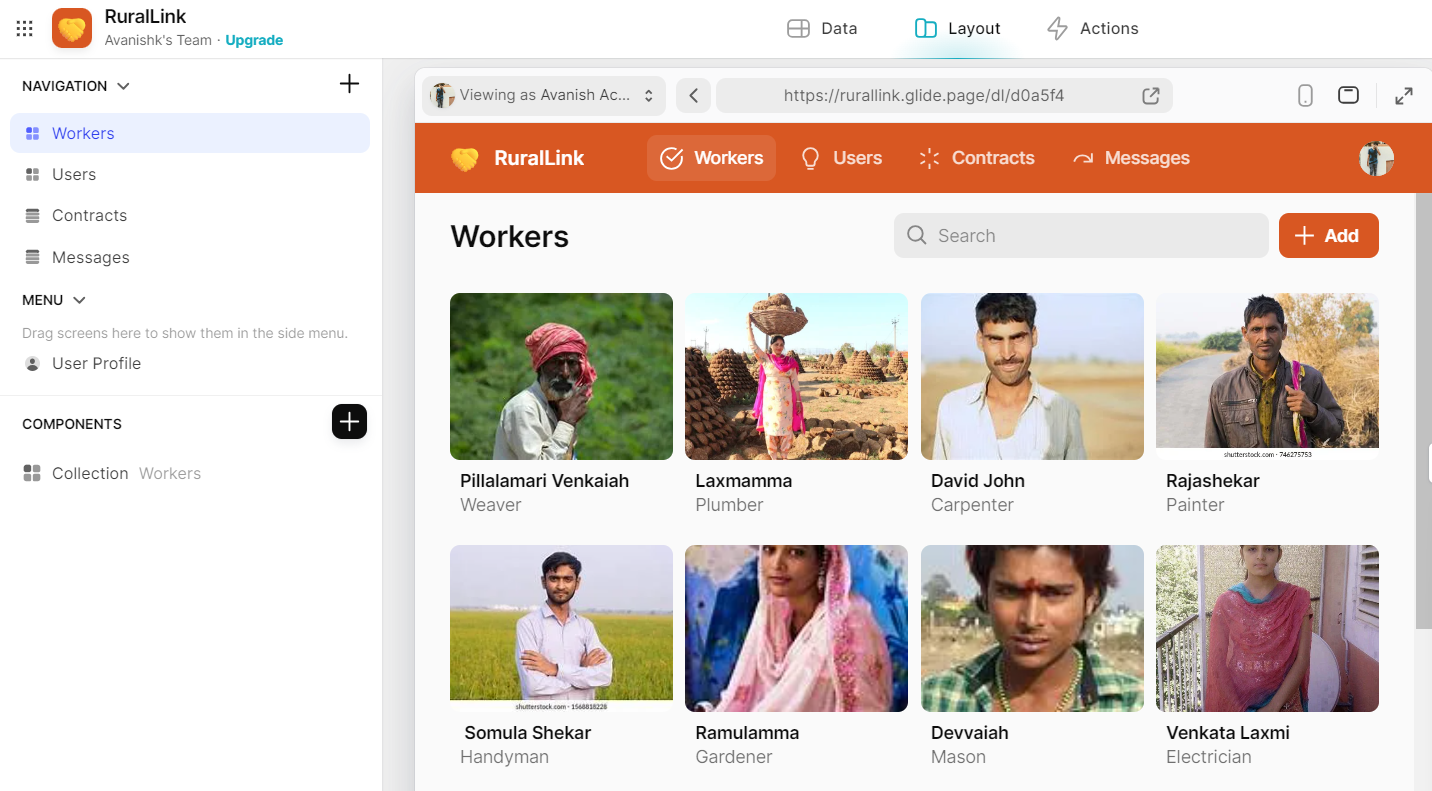 RuralLink
Avanishk's Team · Upgrade
Data
Layout
Actions
NAVIGATION
Workers
Users
Contracts
Messages
MENU
Drag screens here to show them in the side menu.
User Profile
COMPONENTS
Collection Workers
Viewing as Avanish Ac...
https://rurallink.glide.page/dl/d0a5f4
RuralLink
Workers
Users
Contracts
Messages
Workers
Search
Add
shutterstock.com · 746275753
Pillalamari Venkaiah
Weaver
Laxmamma
Plumber
David John
Carpenter
Rajashekar
Painter
shutterstock.com · 1568818228
Somula Shekar
Handyman
Ramulamma
Gardener
Devvaiah
Mason
Venkata Laxmi
Electrician